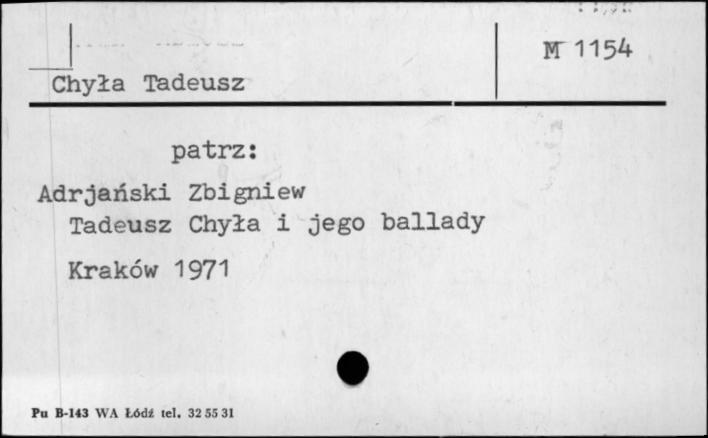 M 1154
Chyła Tadeusz
patrz:
Adrjański Zbigniew
Tadeusz Chyła i jego ballady
Kraków 1971
Pu B-143 WA Łódź tel. 32 55 31